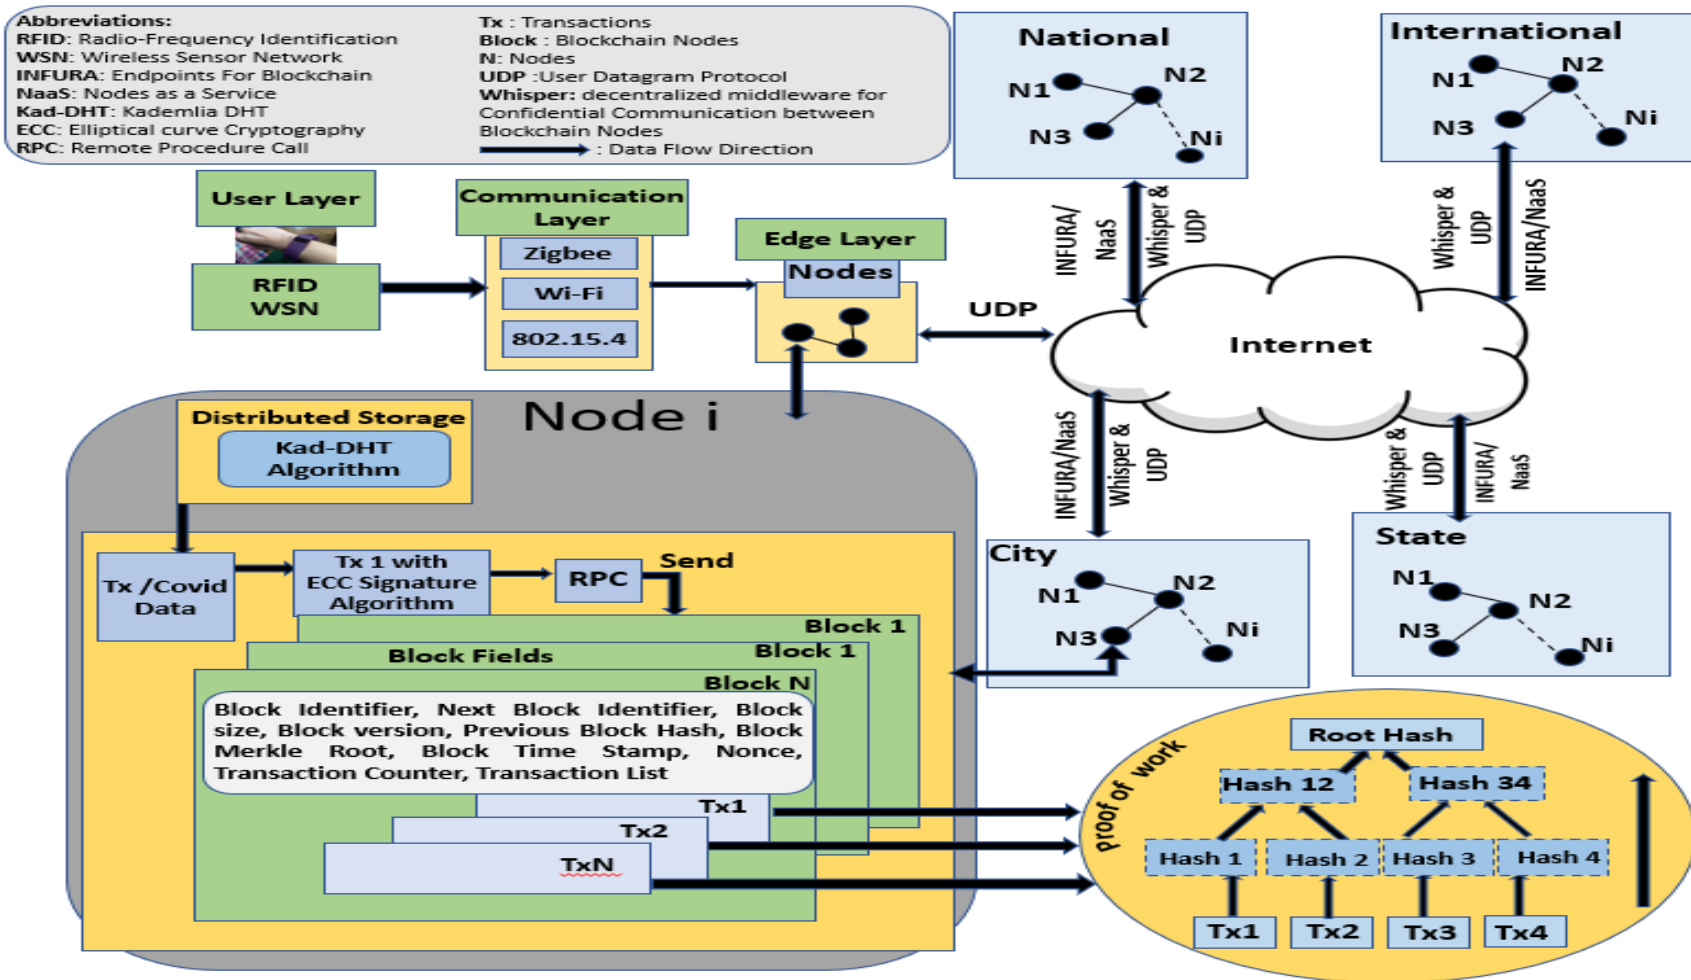 Abbreviations:
RFID: Radio-Frequency Identification
WSN: Wireless Sensor Network
INFURA: Endpoints For Blockchain
NaaS: Nodes as a Service
Kad-DHT: Kademlia DHT
ECC: Elliptical curve Cryptography
RPC: Remote Procedure Call
Tx : Transactions
Block : Blockchain Nodes
N: Nodes
UDP :User Datagram Protocol
Whisper: decentralized middleware for
Confidential Communication between
Blockchain Nodes
: Data Flow Direction
National
N1
N2
N3
Ni
International
N1
N2
N3
Ni
User Layer
RFID
WSN
Communication
Layer
Zigbee
Wi-Fi
802.15.4
Edge Layer
Nodes
UDP
INFURA/
NaaS
Whisper &
UDP
Whisper &
UDP
INFURA/NaaS
Internet
INFURA/NaaS
Whisper &
UDP
Whisper &
UDP
INFURA/
NaaS
Node i
Distributed Storage
Kad-DHT
Algorithm
Tx /Covid
Data
Tx 1 with
ECC Signature
Algorithm
RPC
Send
Block 1
Block 1
Block Fields
Block N
Block Identifier, Next Block Identifier, Block
size, Block version, Previous Block Hash, Block
Merkle Root, Block Time Stamp, Nonce,
Transaction Counter, Transaction List
Tx1
Tx2
TxN
City
N1
N2
N3
Ni
State
N1
N2
N3
Ni
proof of work
Root Hash
Hash 12
Hash 34
Hash 1
Hash 2
Hash 3
Hash 4
Tx1
Tx2
Tx3
Tx4